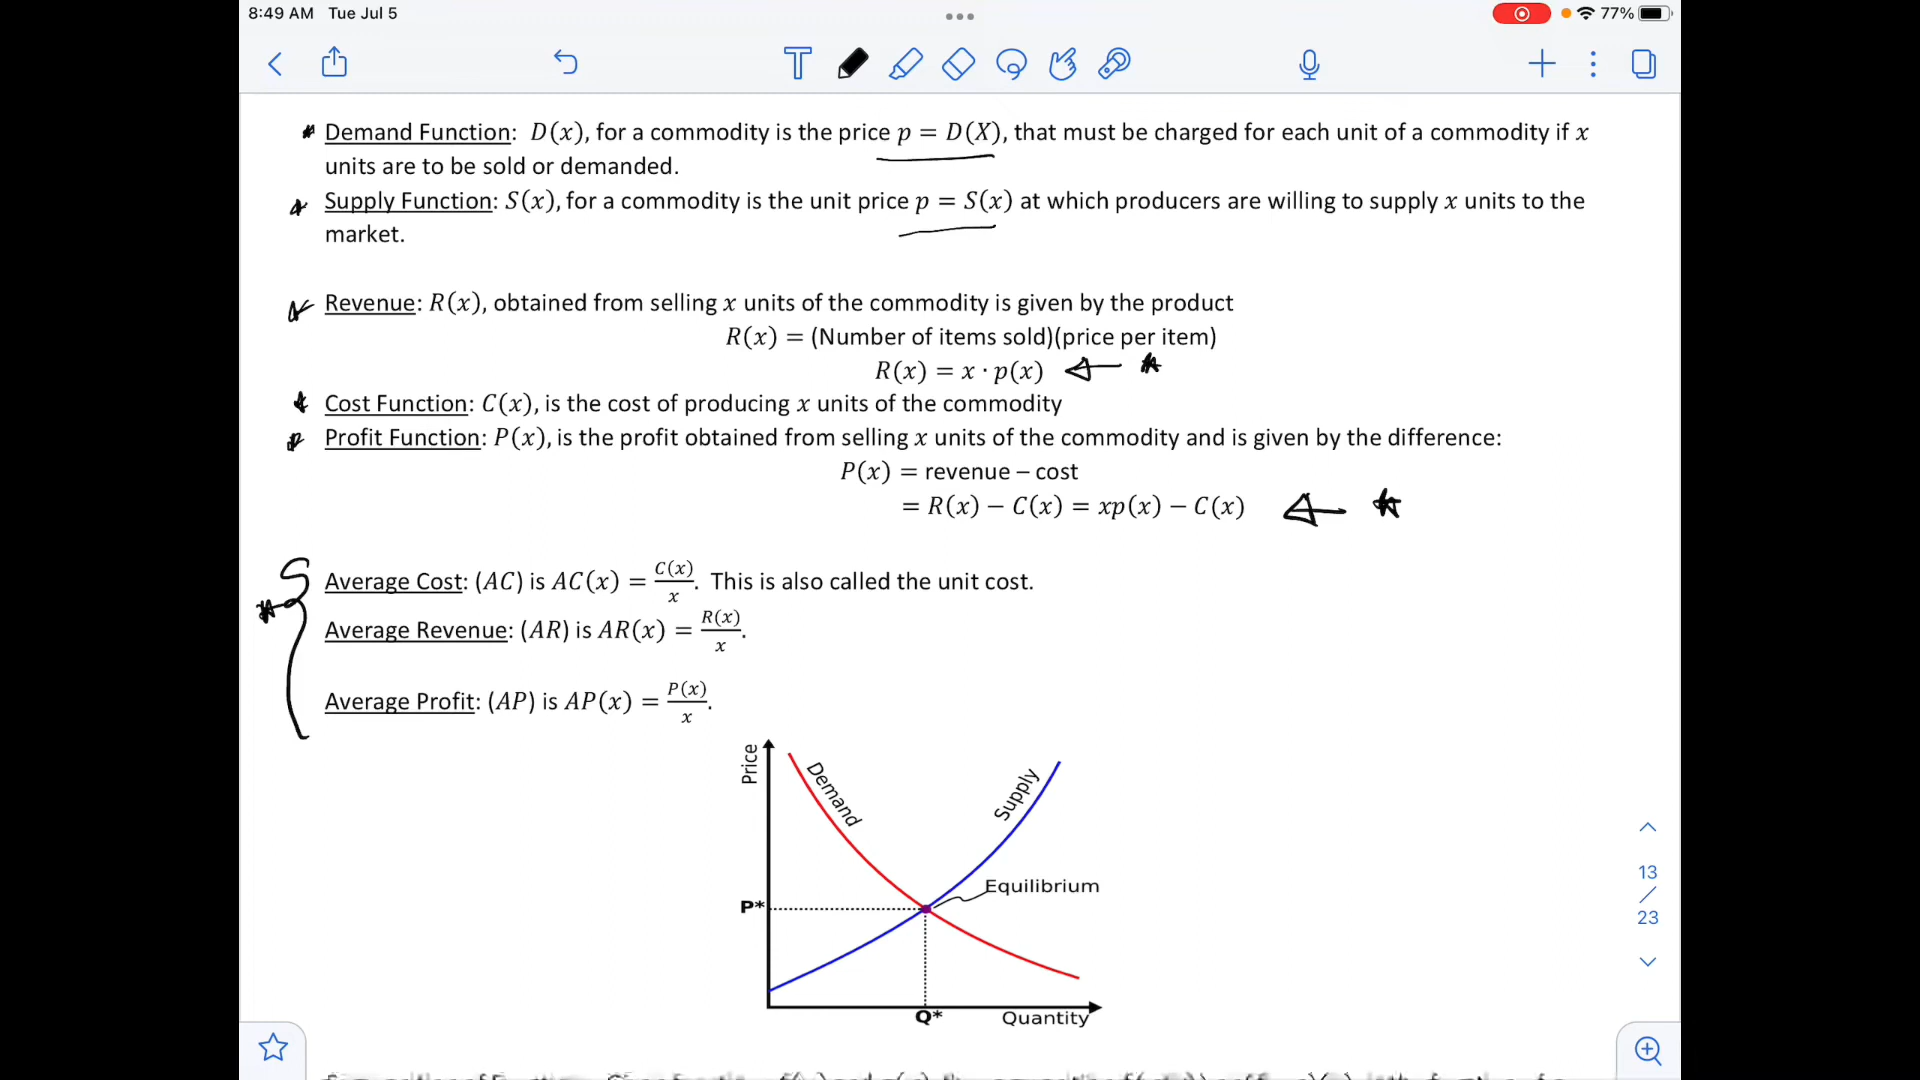 8:49 AM Tue Jul 5
77%
Demand Function: D(x), for a commodity is the price p = D(X), that must be charged for each unit of a commodity if x
units are to be sold or demanded.
Supply Function: S(x), for a commodity is the unit price p = S(x) at which producers are willing to supply x units to the
market.
Revenue: R(x), obtained from selling x units of the commodity is given by the product
R(x) = (Number of items sold)(price per item)
R(x) = x · p(x)
Cost Function: C(x), is the cost of producing x units of the commodity
Profit Function: P(x), is the profit obtained from selling x units of the commodity and is given by the difference:
P(x) = revenue – cost
= R(x) − C(x) = xp(x) − C(x)
Average Cost: (AC) is AC(x) = C(x)/x. This is also called the unit cost.
Average Revenue: (AR) is AR(x) = R(x)/x.
Average Profit: (AP) is AP(x) = P(x)/x.
Price
Demand
Supply
Equilibrium
P*
Q*
Quantity
13
/
23